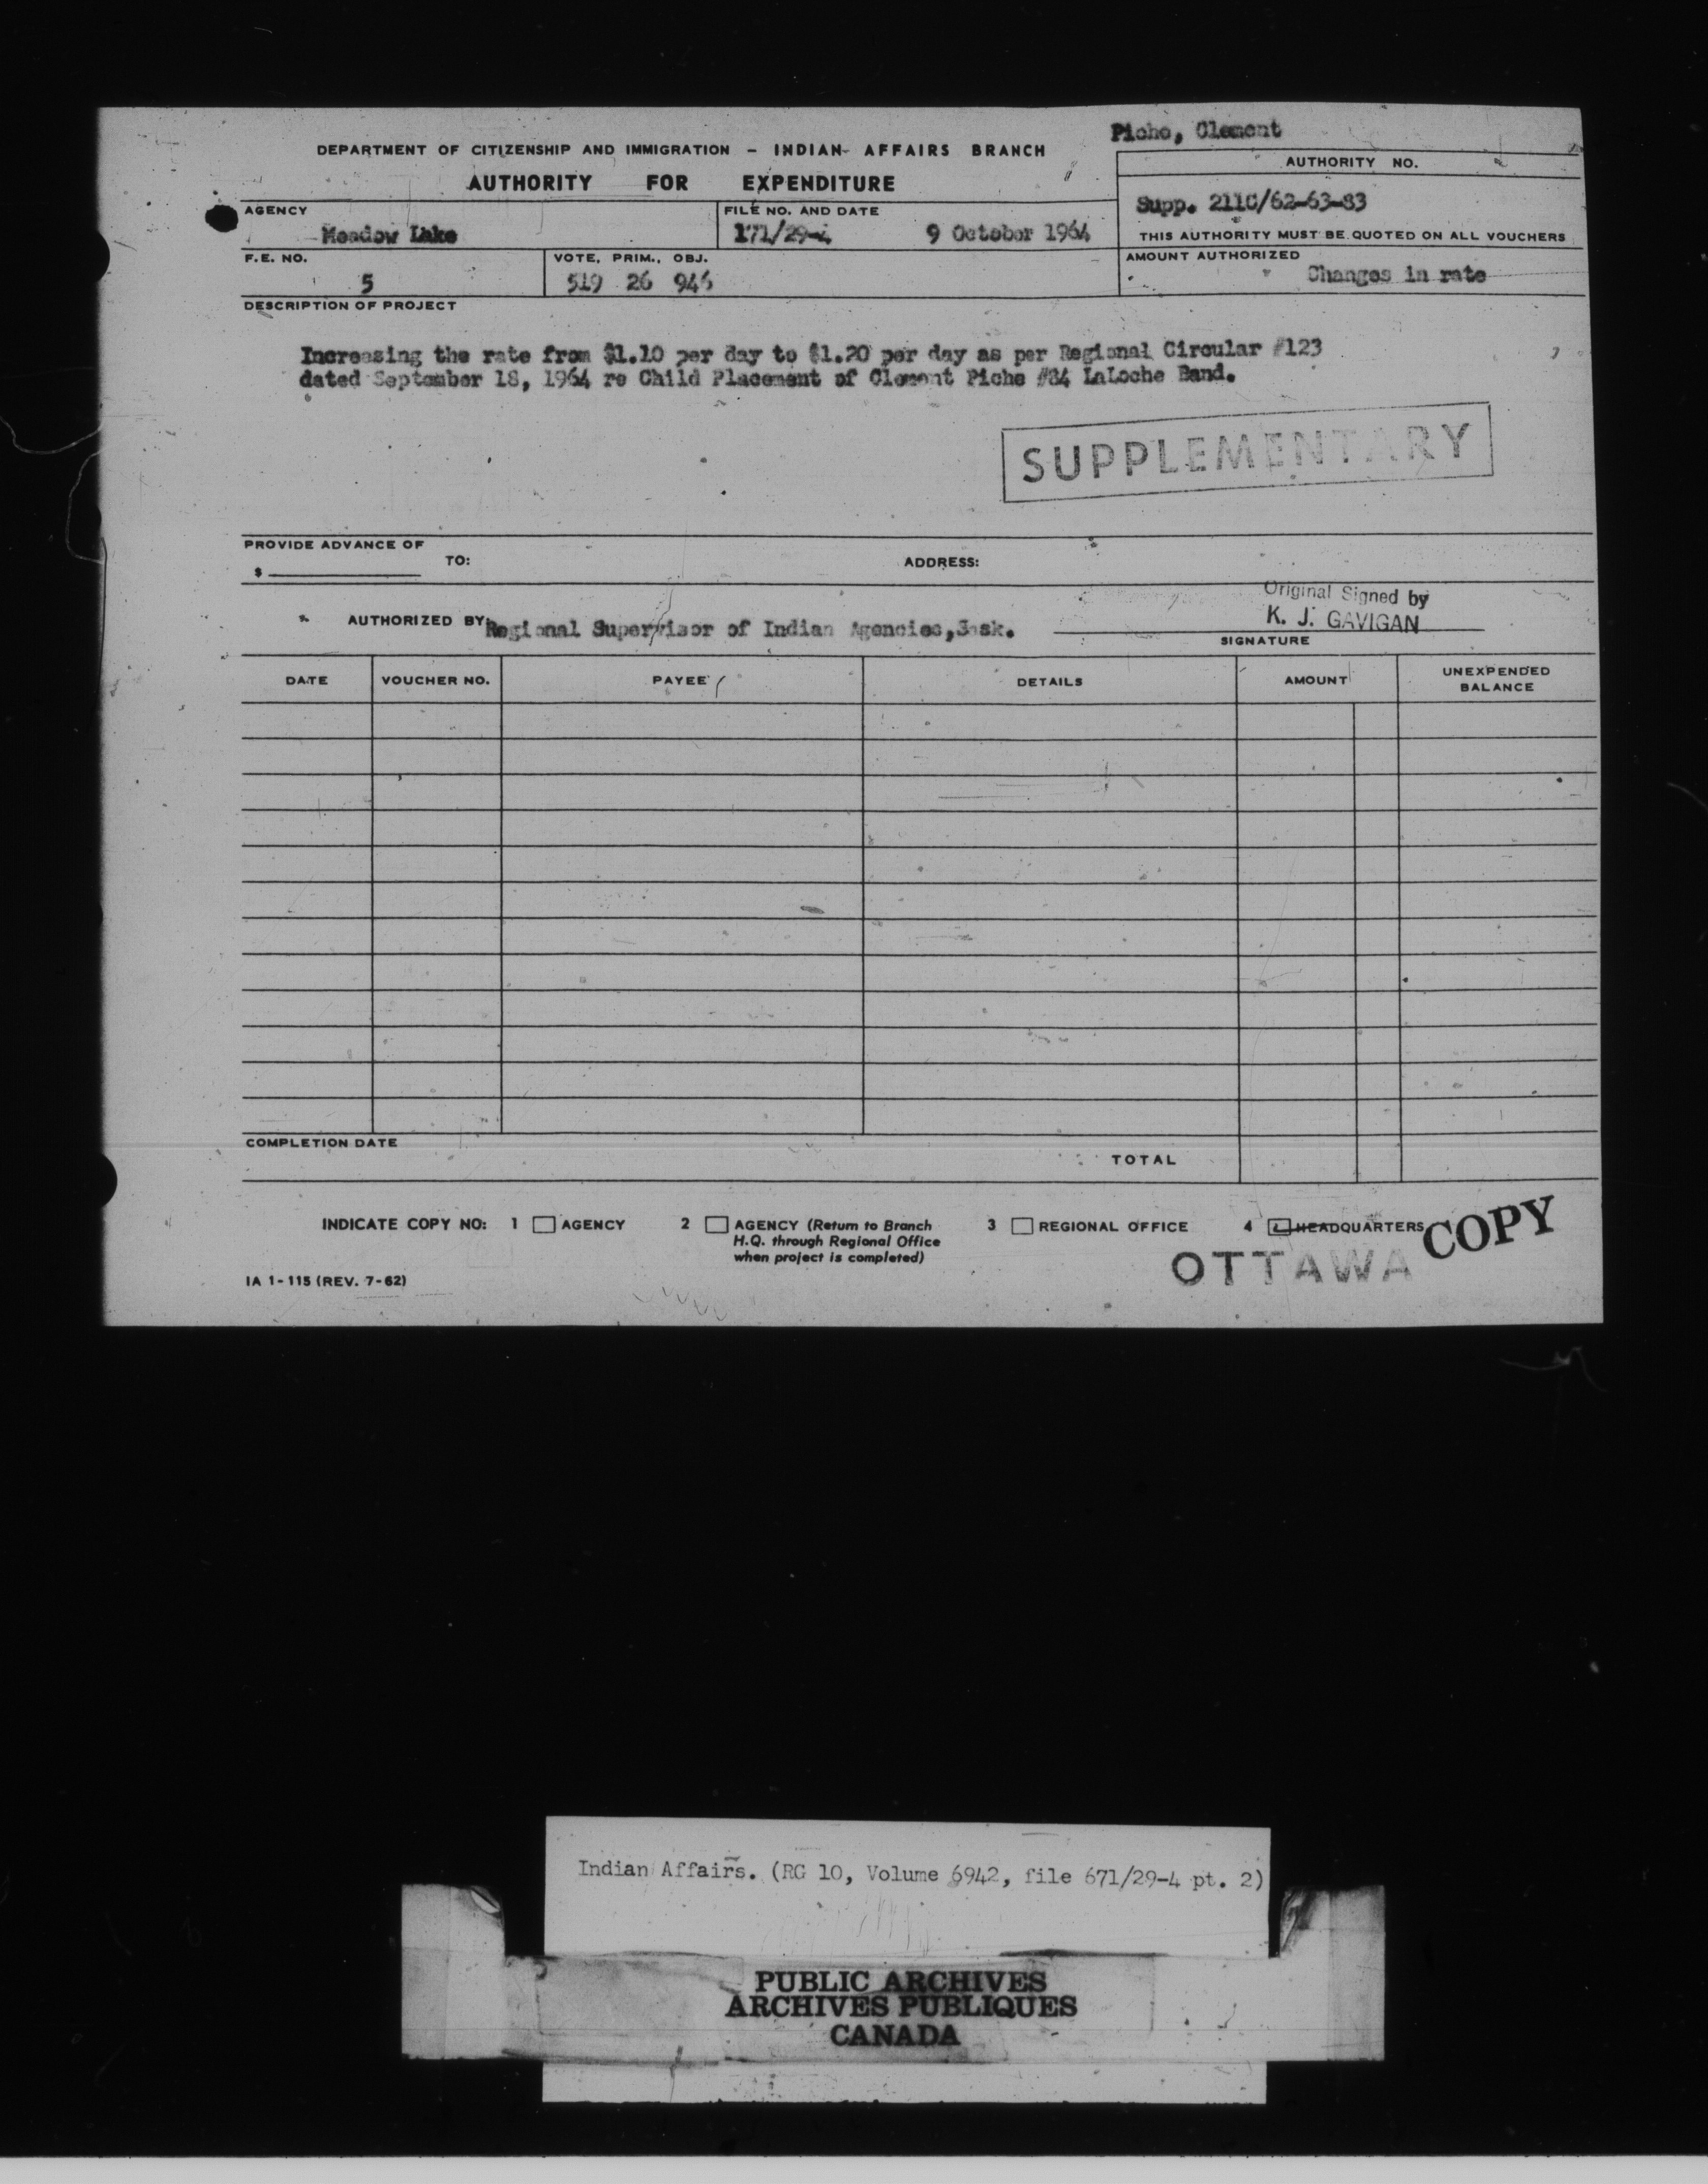 Piche, Clement
DEPARTMENT OF CITIZENSHIP AND IMMIGRATION - INDIAN AFFAIRS BRANCH
AUTHORITY FOR EXPENDITURE
AUTHORITY NO.
Supp. 211C/62-63-83
THIS AUTHORITY MUST BE QUOTED ON ALL VOUCHERS
AGENCY
Meadow Lake
FILE NO. AND DATE
171/29-4 9 October 1964
F.E. NO.
5
VOTE, PRIM., OBJ.
519 26 946
AMOUNT AUTHORIZED
Changes in rate
DESCRIPTION OF PROJECT
Increasing the rate from $1.10 per day to $1.20 per day as per Regional Circular #123
dated September 18, 1964 re Child Placement of Clement Piche #84 LaLoche Band.
SUPPLEMENTARY
PROVIDE ADVANCE OF
$ TO: ADDRESS:
Original Signed by
K. J. GAVIGAN
AUTHORIZED BY: Regional Supervisor of Indian Agencies, Sask.
SIGNATURE
DATE VOUCHER NO. PAYEE DETAILS AMOUNT UNEXPENDED BALANCE
COMPLETION DATE
TOTAL
INDICATE COPY NO: 1 AGENCY 2 AGENCY (Return to Branch 3 REGIONAL OFFICE 4 HEADQUARTERS
H.Q. through Regional Office
when project is completed)
COPY
OTTAWA
IA 1-115 (REV. 7-62)
Indian Affairs. (RG 10, Volume 6942, file 671/29-4 pt. 2)
PUBLIC ARCHIVES
ARCHIVES PUBLIQUES
CANADA